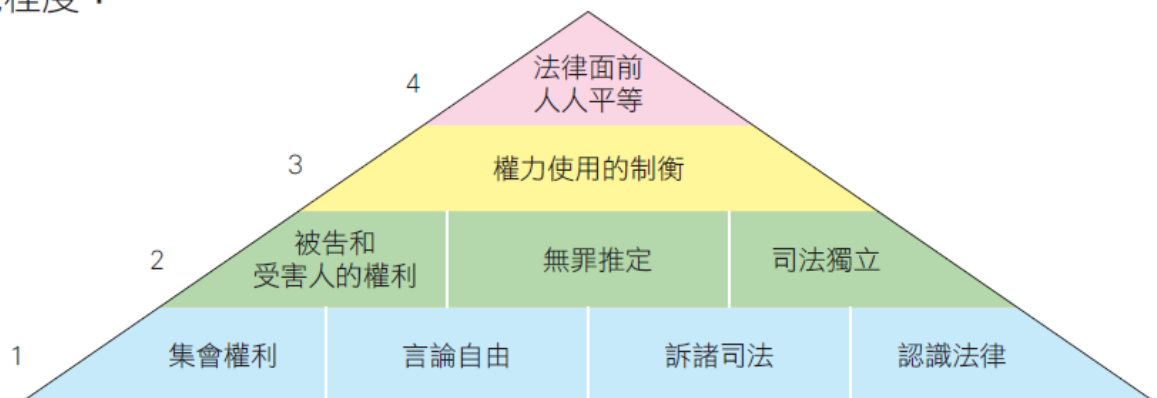 程度：
4
法律面前
人人平等
3
權力使用的制衡
2
被告和
受害人的權利
無罪推定
司法獨立
1
集會權利
言論自由
訴諸司法
認識法律